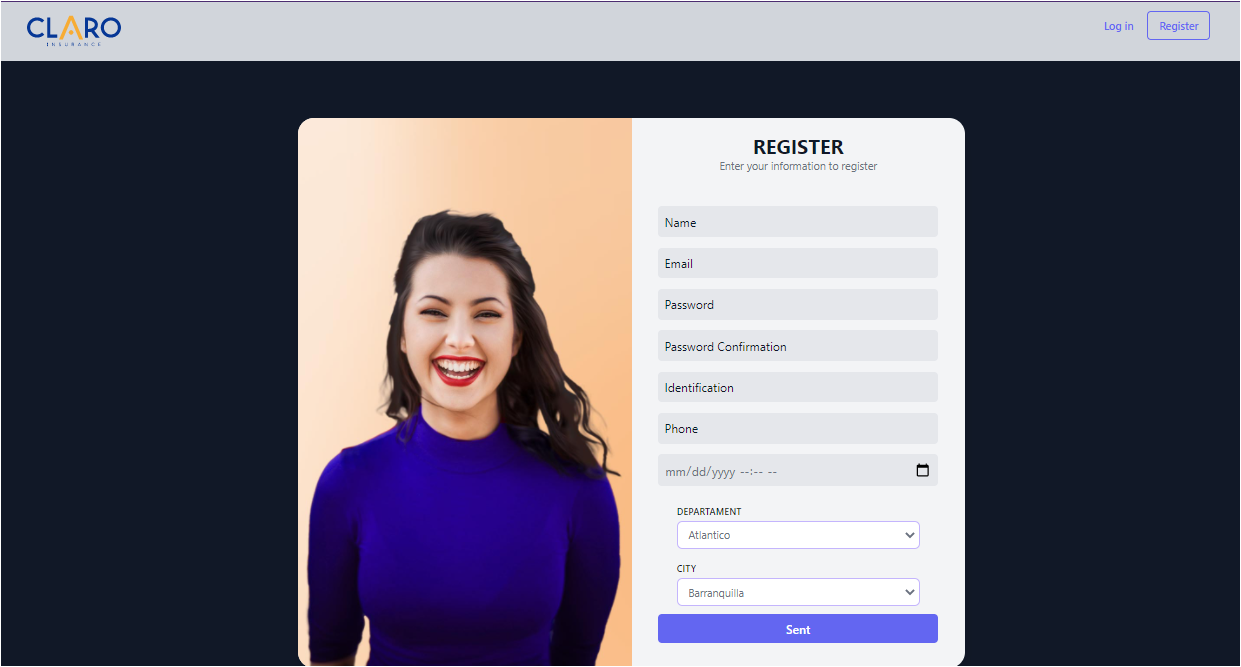 CLARO
INSURANCE
Log in
Register
REGISTER
Enter your information to register
Name
Email
Password
Password Confirmation
Identification
Phone
mm/dd/yyyy --:-- --
DEPARTAMENT
Atlantico
CITY
Barranquilla
Sent